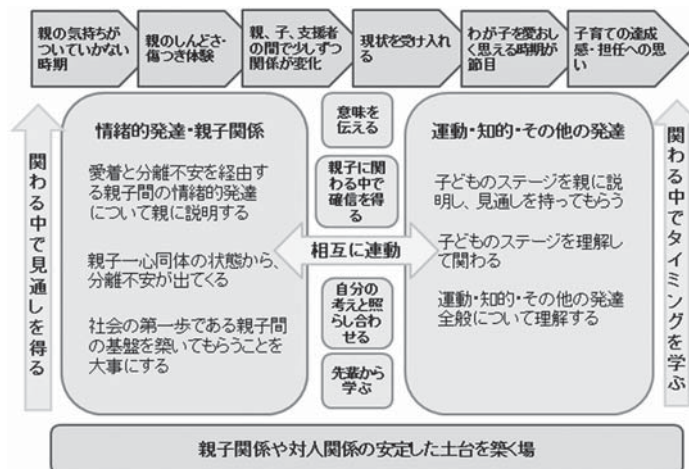 親の気持ちが
ついていかない
時期
親のしんどさ・
傷つき体験
親、子、支援者
の間で少しずつ
関係が変化
現状を受け入れ
る
わが子を愛おし
く思える時期が
節目
子育ての達成
感・担任への思
い
関わる中で見通しを得る
情緒的発達・親子関係
愛着と分離不安を経由す
る親子間の情緒的発達
について親に説明する
親子一心同体の状態から、
分離不安が出てくる
社会の第一歩である親子間
の基盤を築いてもらうことを
大事にする
意味を
伝える
親子に関
わる中で
確信を得
る
相互に連動
自分の
考えと照
らし合わ
せる
先輩から
学ぶ
運動・知的・その他の発達
子どものステージを親に説
明し、見通しを持ってもらう
子どものステージを理解し
て関わる
運動・知的・その他の発達
全般について理解する
関わる中でタイミングを学ぶ
親子関係や対人関係の安定した土台を築く場